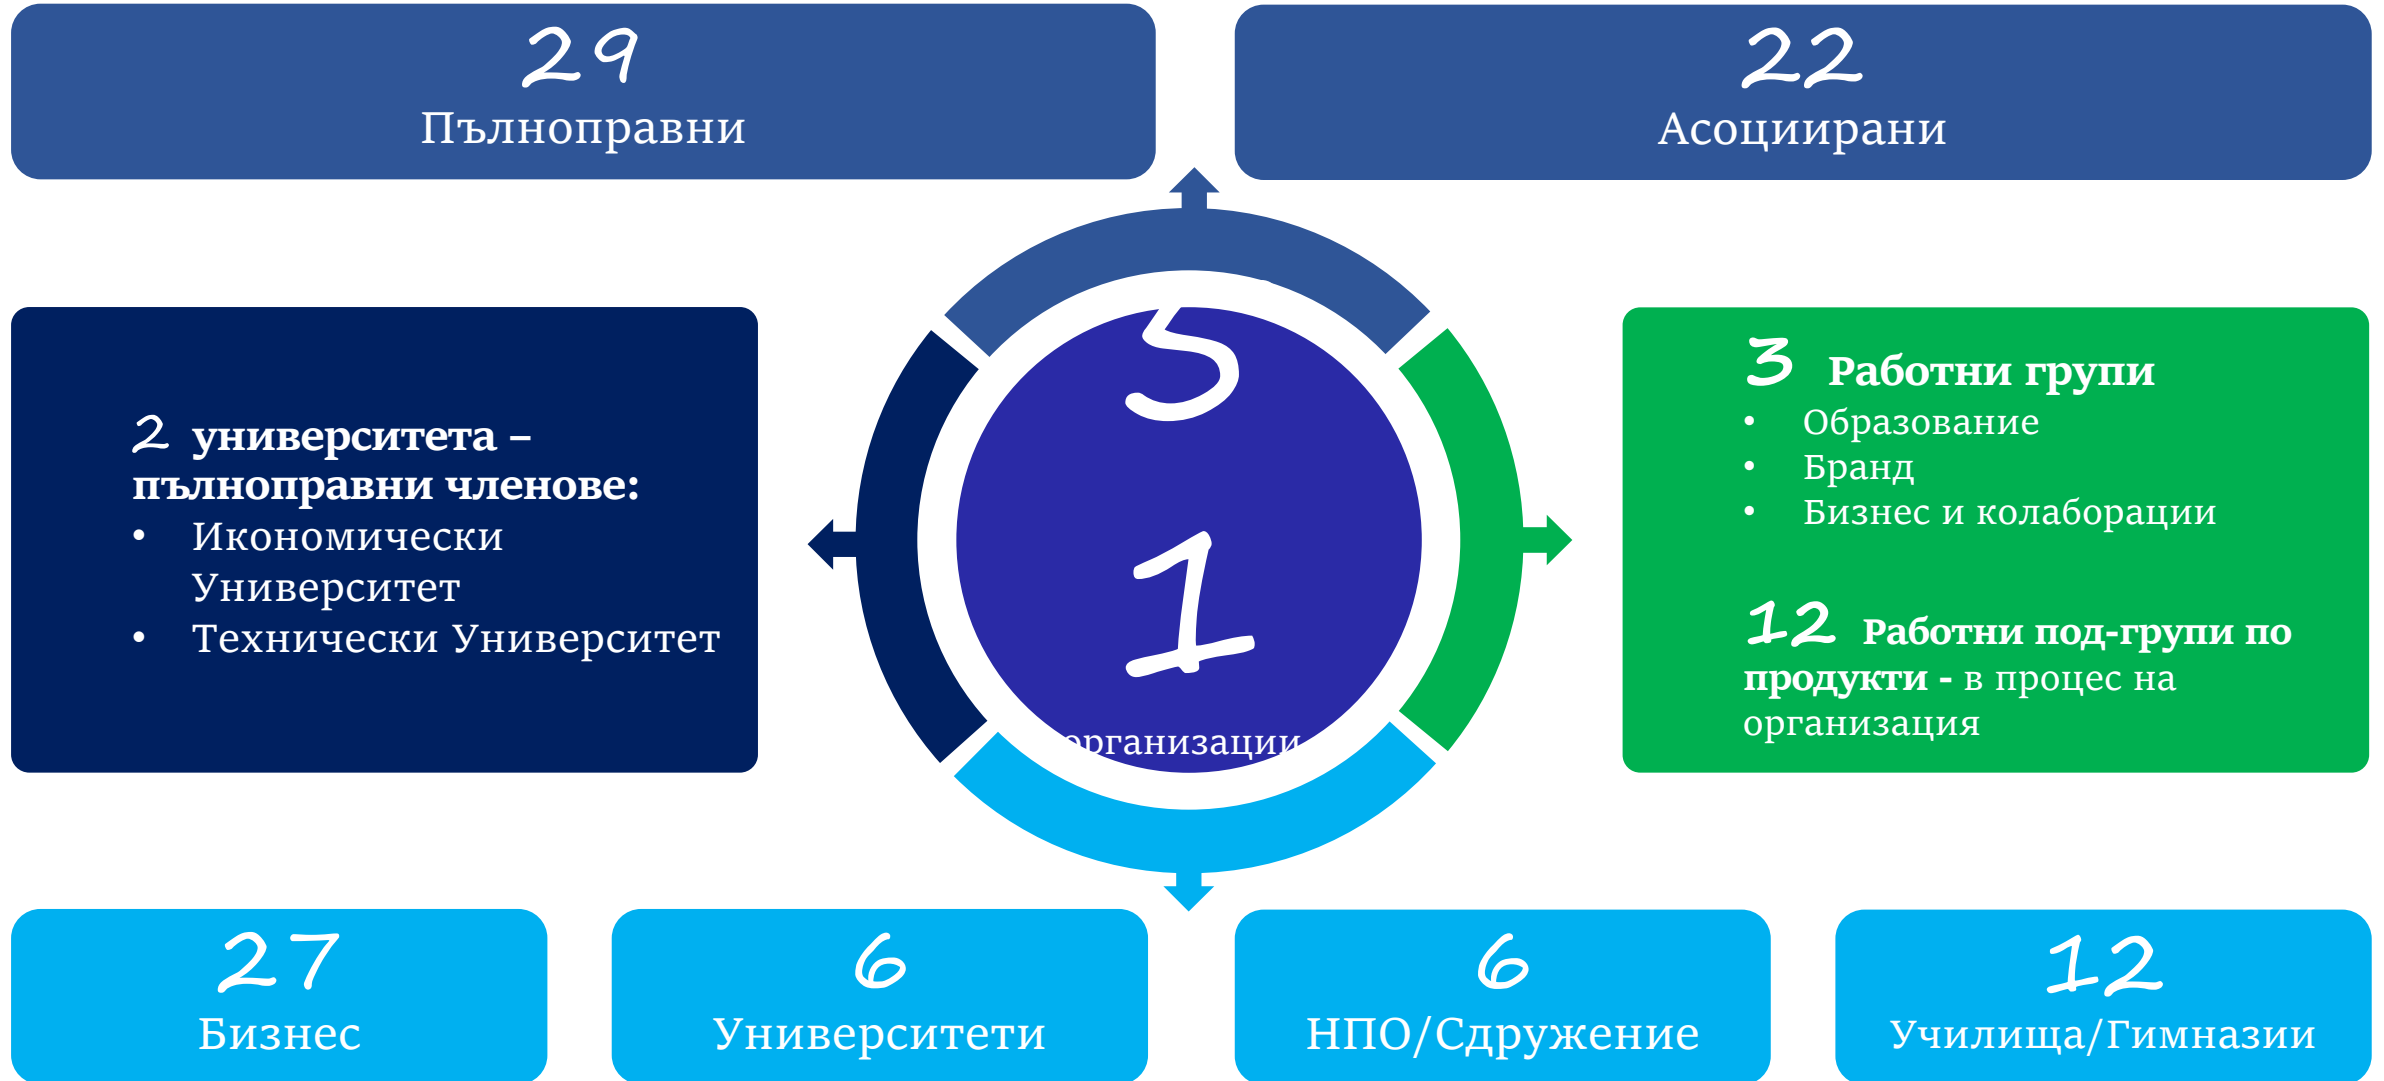 29
Пълноправни
22
Асоциирани
2 университета –
пълноправни членове:
• Икономически
Университет
• Технически Университет
5
1
организации
3 Работни групи
• Образование
• Бранд
• Бизнес и колаборации
12 Работни под-групи по
продукти - в процес на
организация
27
Бизнес
6
Университети
6
НПО/Сдружение
12
Училища/Гимназии